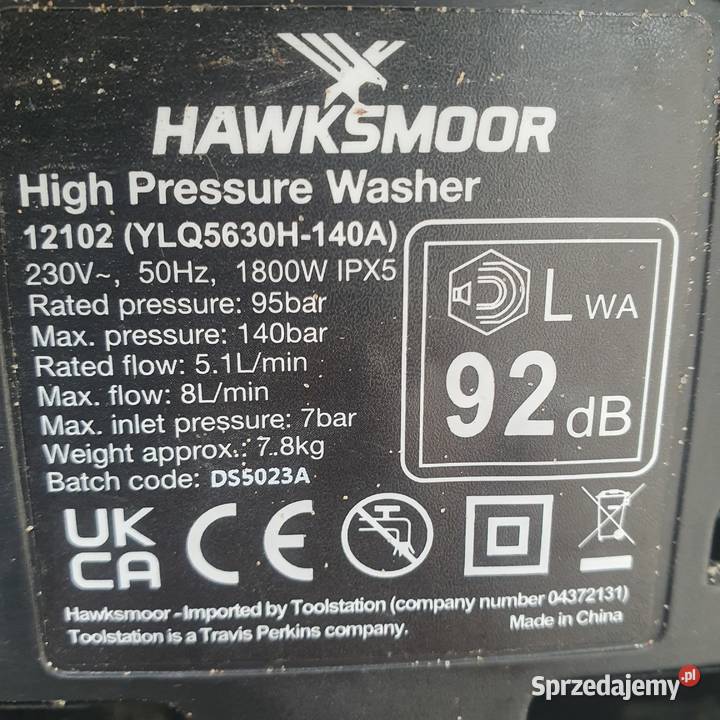 HAWKSMOOR
High Pressure Washer
12102 (YLQ5630H-140A)
230V~, 50Hz, 1800W IPX5
Rated pressure: 95bar
Max. pressure: 140bar
Rated flow: 5.1L/min
Max. flow: 8L/min
Max. inlet pressure: 7bar
Weight approx.: 7.8kg
Batch code: DS5023A
LWA
92 dB
UK
CA
CE
Hawksmoor -Imported by Toolstation (company number 04372131)
Toolstation is a Travis Perkins company.
Made in China
Sprzedajemy.pl